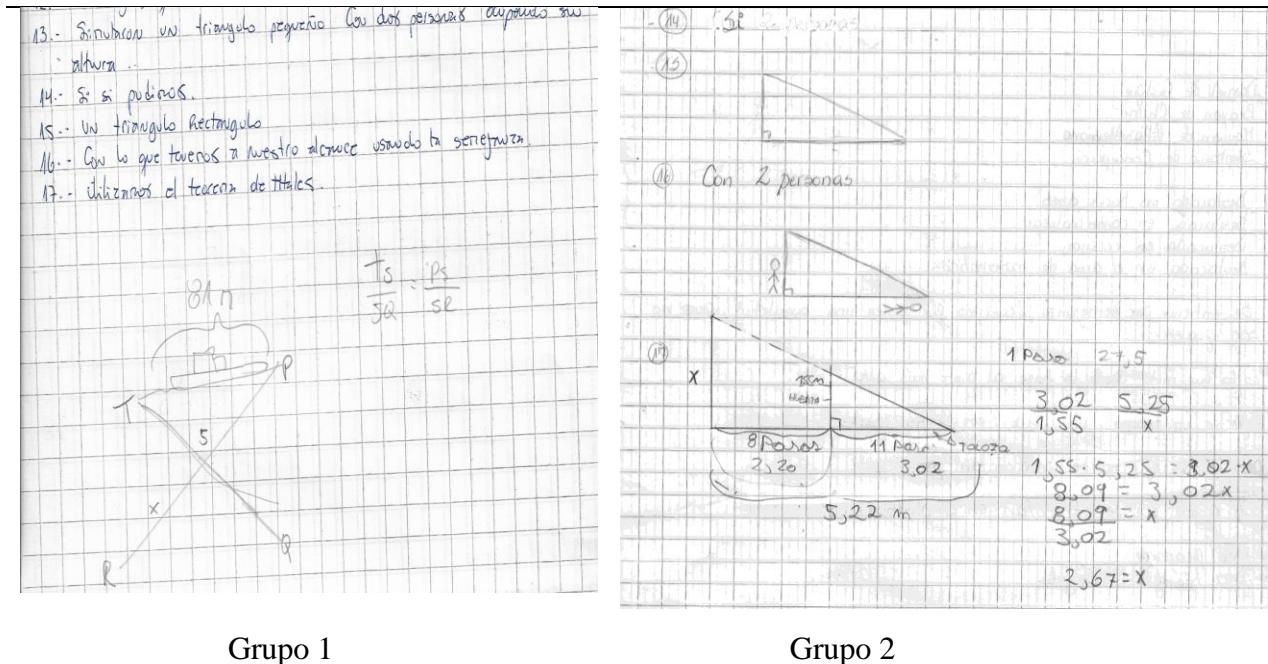 13.- Simularon un triangulo pequeño Con dos personas ocupando su
altura.
14.- Si si pudimos.
15.- Un triangulo Rectangulo
16.- Con lo que tenemos a nuestro alcance usando la semejanza.
17.- Utilizamos el teorema de thales.
81 m
Ts/SQ = Ps/SR
P
T
S
x
R
Q
Grupo 1
14 Si
15
16 Con 2 personas
17
x
8 Pasos
2,20
11 Paso
3,02
5,22 m
1 Paso 27,5
3,02/1,55 5,25/x
1,55 · 5,25 = 3,02·x
8,09 = 3,02x
8,09/3,02 = x
2,67=x
Grupo 2